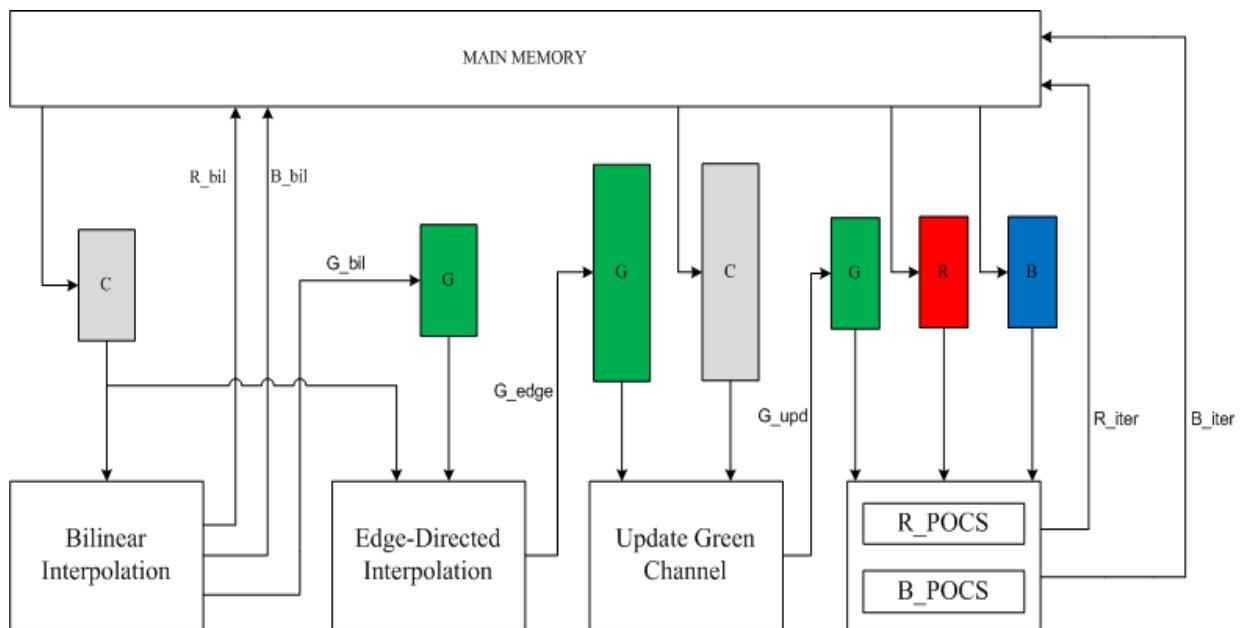 MAIN MEMORY
R_bil
B_bil
C
G_bil
G
G_edge
G
C
G_upd
G
R
B
R_iter
B_iter
Bilinear
Interpolation
Edge-Directed
Interpolation
Update Green
Channel
R_POCS
B_POCS